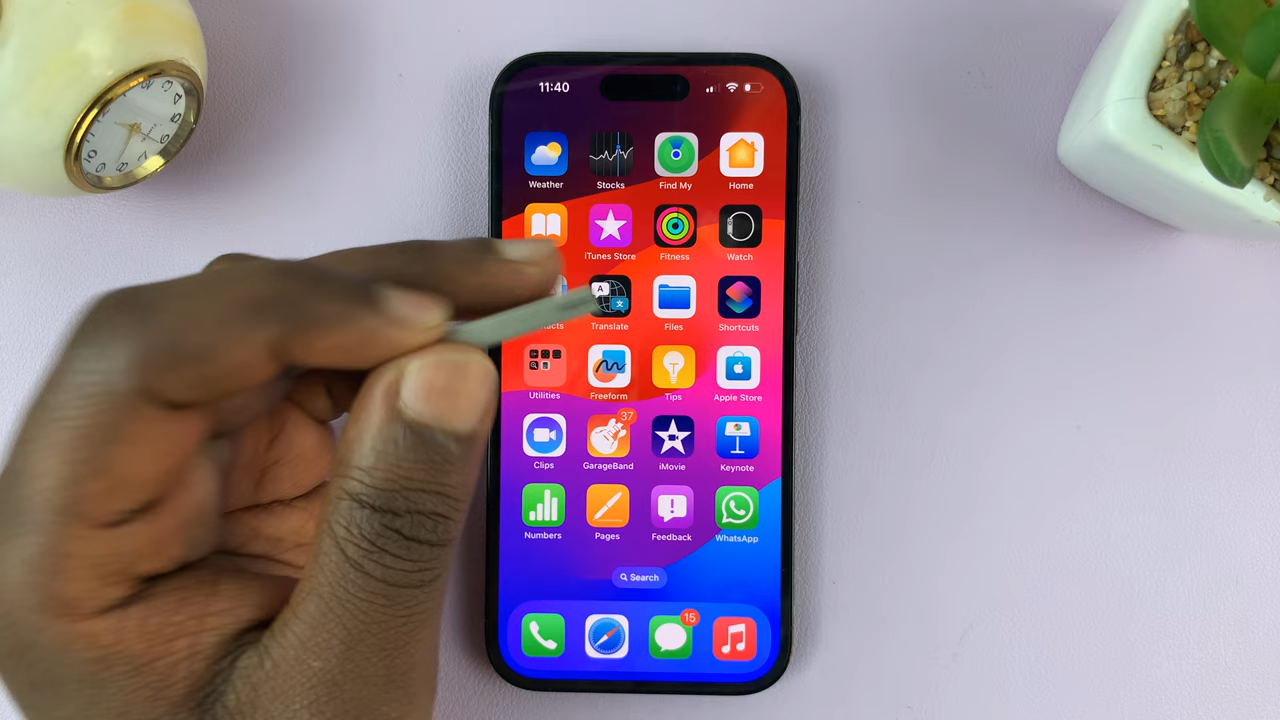 11:40
Weather Stocks Find My Home
iTunes Store Fitness Watch
Translate Files Shortcuts
Utilities Freeform Tips Apple Store
37
Clips GarageBand iMovie Keynote
Numbers Pages Feedback WhatsApp
Search
15